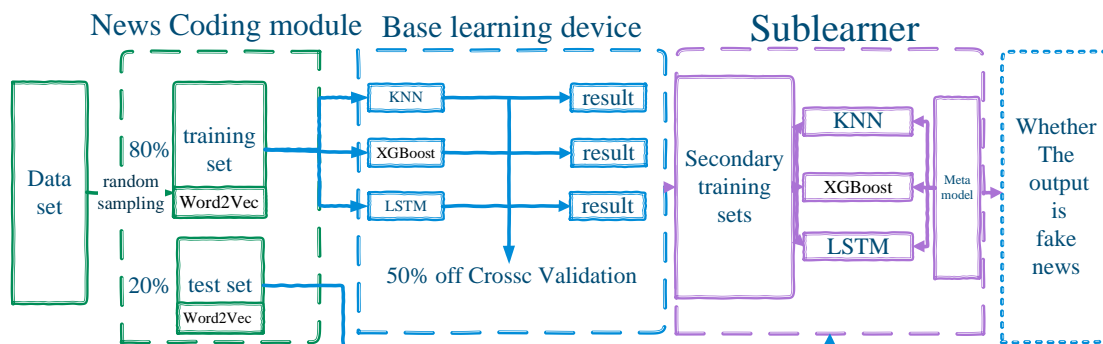 News Coding module
Base learning device
Sublearner
Data
set
80%
random
sampling
training
set
Word2Vec
20%
test set
Word2Vec
KNN
result
XGBoost
result
LSTM
result
50% off Crossc Validation
Secondary
training
sets
KNN
XGBoost
LSTM
Meta
model
Whether
The
output
is
fake
news